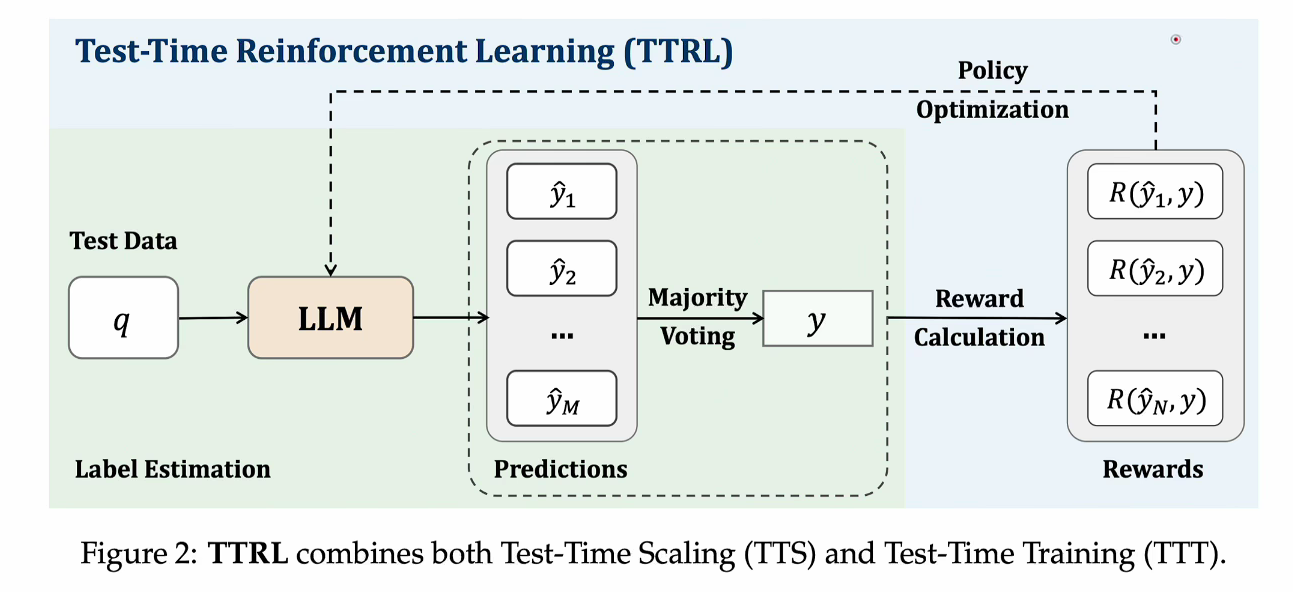 Test-Time Reinforcement Learning (TTRL)
Policy
Optimization
Test Data
q
LLM
ŷ₁
ŷ₂
...
ŷ_M
Majority
Voting
y
Reward
Calculation
R(ŷ₁, y)
R(ŷ₂, y)
...
R(ŷ_N, y)
Label Estimation
Predictions
Rewards
Figure 2: TTRL combines both Test-Time Scaling (TTS) and Test-Time Training (TTT).